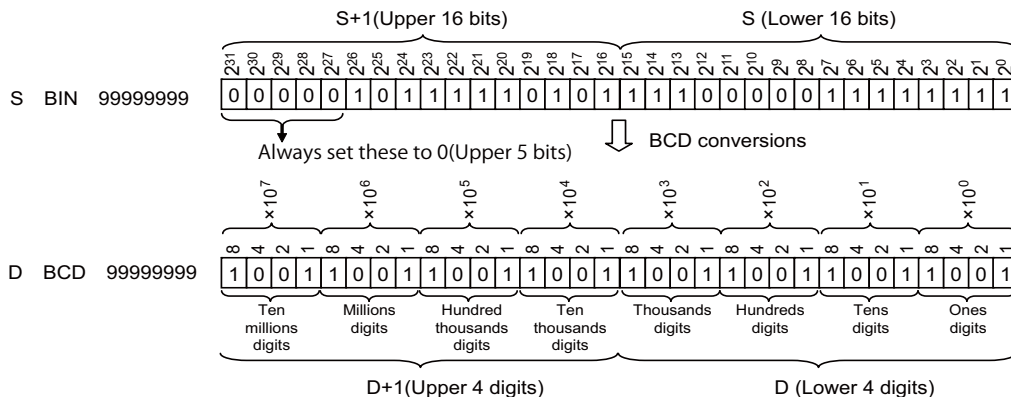 S+1(Upper 16 bits) S (Lower 16 bits)
2³¹ 2³⁰ 2²⁹ 2²⁸ 2²⁷ 2²⁶ 2²⁵ 2²⁴ 2²³ 2²² 2²¹ 2²⁰ 2¹⁹ 2¹⁸ 2¹⁷ 2¹⁶ 2¹⁵ 2¹⁴ 2¹³ 2¹² 2¹¹ 2¹⁰ 2⁹ 2⁸ 2⁷ 2⁶ 2⁵ 2⁴ 2³ 2² 2¹ 2⁰
S BIN 99999999 0 0 0 0 0 1 0 1 1 1 1 1 0 1 0 1 1 1 1 0 0 0 0 0 1 1 1 1 1 1 1 1
Always set these to 0(Upper 5 bits) BCD conversions
×10⁷ ×10⁶ ×10⁵ ×10⁴ ×10³ ×10² ×10¹ ×10⁰
8 4 2 1 8 4 2 1 8 4 2 1 8 4 2 1 8 4 2 1 8 4 2 1 8 4 2 1 8 4 2 1
D BCD 99999999 1 0 0 1 1 0 0 1 1 0 0 1 1 0 0 1 1 0 0 1 1 0 0 1 1 0 0 1 1 0 0 1
Ten
millions
digits
Millions
digits
Hundred
thousands
digits
Ten
thousands
digits
Thousands
digits
Hundreds
digits
Tens
digits
Ones
digits
D+1(Upper 4 digits) D (Lower 4 digits)